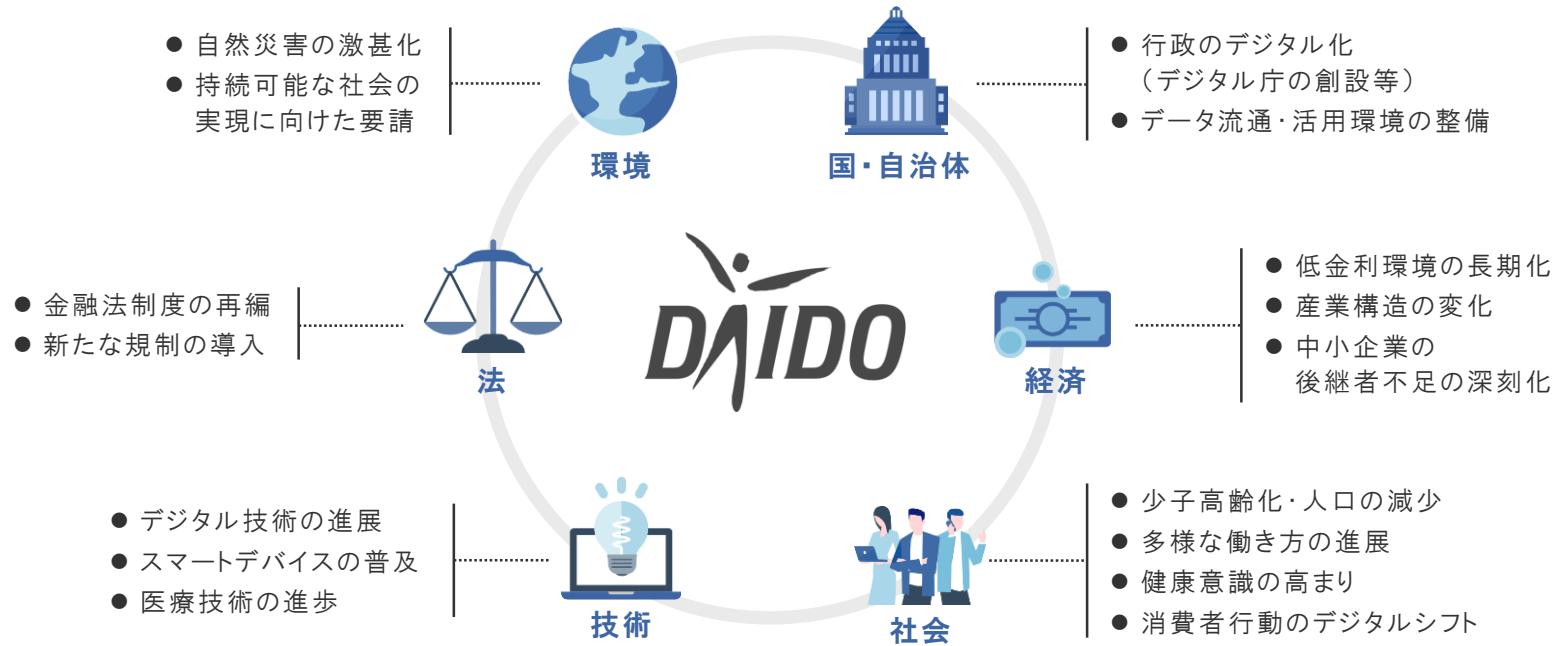 ● 自然災害の激甚化
● 持続可能な社会の
実現に向けた要請
環境
● 行政のデジタル化
（デジタル庁の創設等）
● データ流通・活用環境の整備
国・自治体
● 金融法制度の再編
● 新たな規制の導入
法
DAIDO
● 低金利環境の長期化
● 産業構造の変化
● 中小企業の
後継者不足の深刻化
経済
● デジタル技術の進展
● スマートデバイスの普及
● 医療技術の進歩
技術
● 少子高齢化・人口の減少
● 多様な働き方の進展
● 健康意識の高まり
● 消費者行動のデジタルシフト
社会